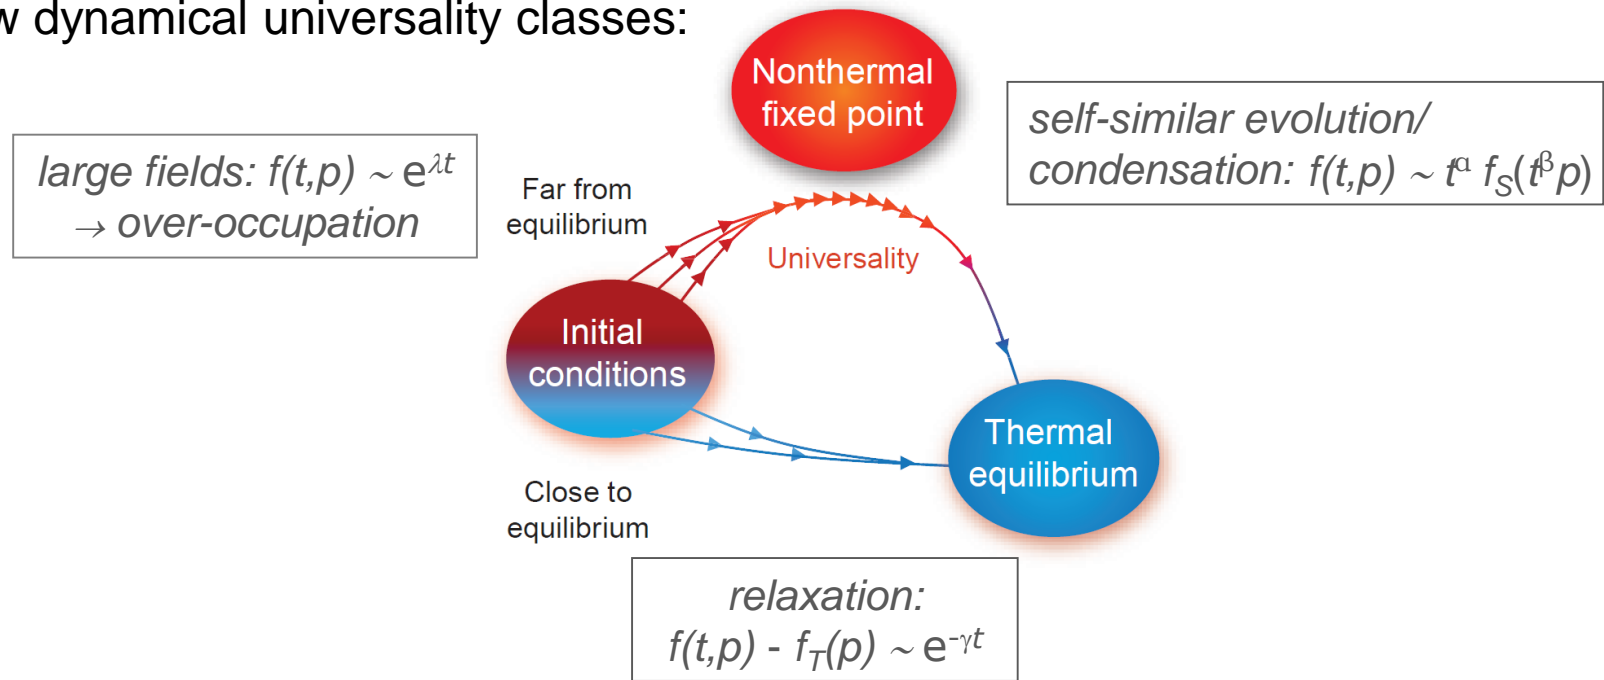 w dynamical universality classes:
Nonthermal
fixed point
self-similar evolution/
condensation: f(t,p) ~ t^α f_S(t^β p)
large fields: f(t,p) ~ e^λt
→ over-occupation
Far from
equilibrium
Universality
Initial
conditions
Thermal
equilibrium
Close to
equilibrium
relaxation:
f(t,p) - f_T(p) ~ e^-γt